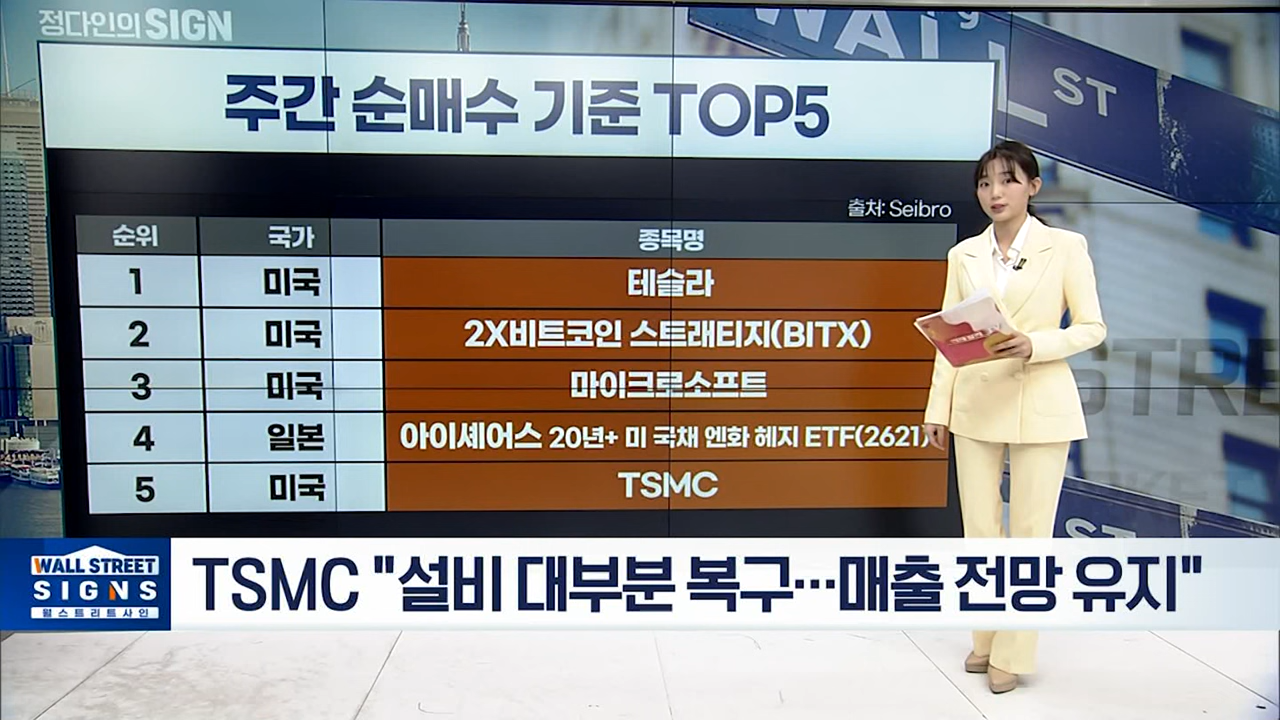 정다인의 SIGN
WALL ST
주간 순매수 기준 TOP5
출처: Seibro
순위 국가 종목명
1 미국 테슬라
2 미국 2X비트코인 스트래티지(BITX)
3 미국 마이크로소프트
4 일본 아이셰어스 20년+ 미 국채 엔화 헤지 ETF(2621)
5 미국 TSMC
STRE
ST
WALL STREET
SIGNS
월스트리트사인
TSMC "설비 대부분 복구…매출 전망 유지"